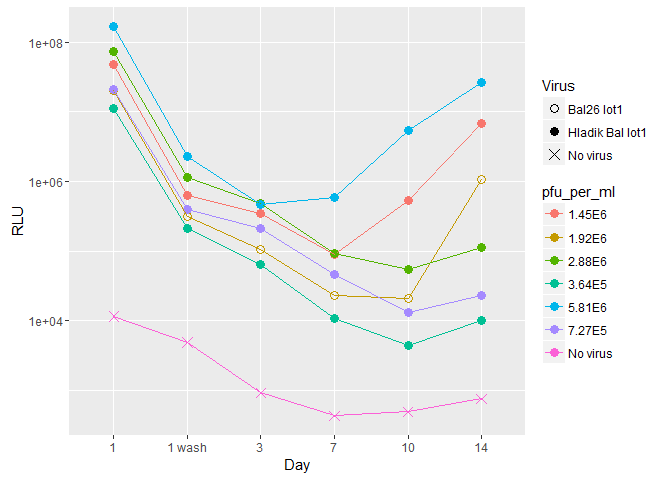 1e+08
1e+06
1e+04
RLU
1
1 wash
3
7
10
14
Day
Virus
Bal26 lot1
Hladik Bal lot1
No virus
pfu_per_ml
1.45E6
1.92E6
2.88E6
3.64E5
5.81E6
7.27E5
No virus